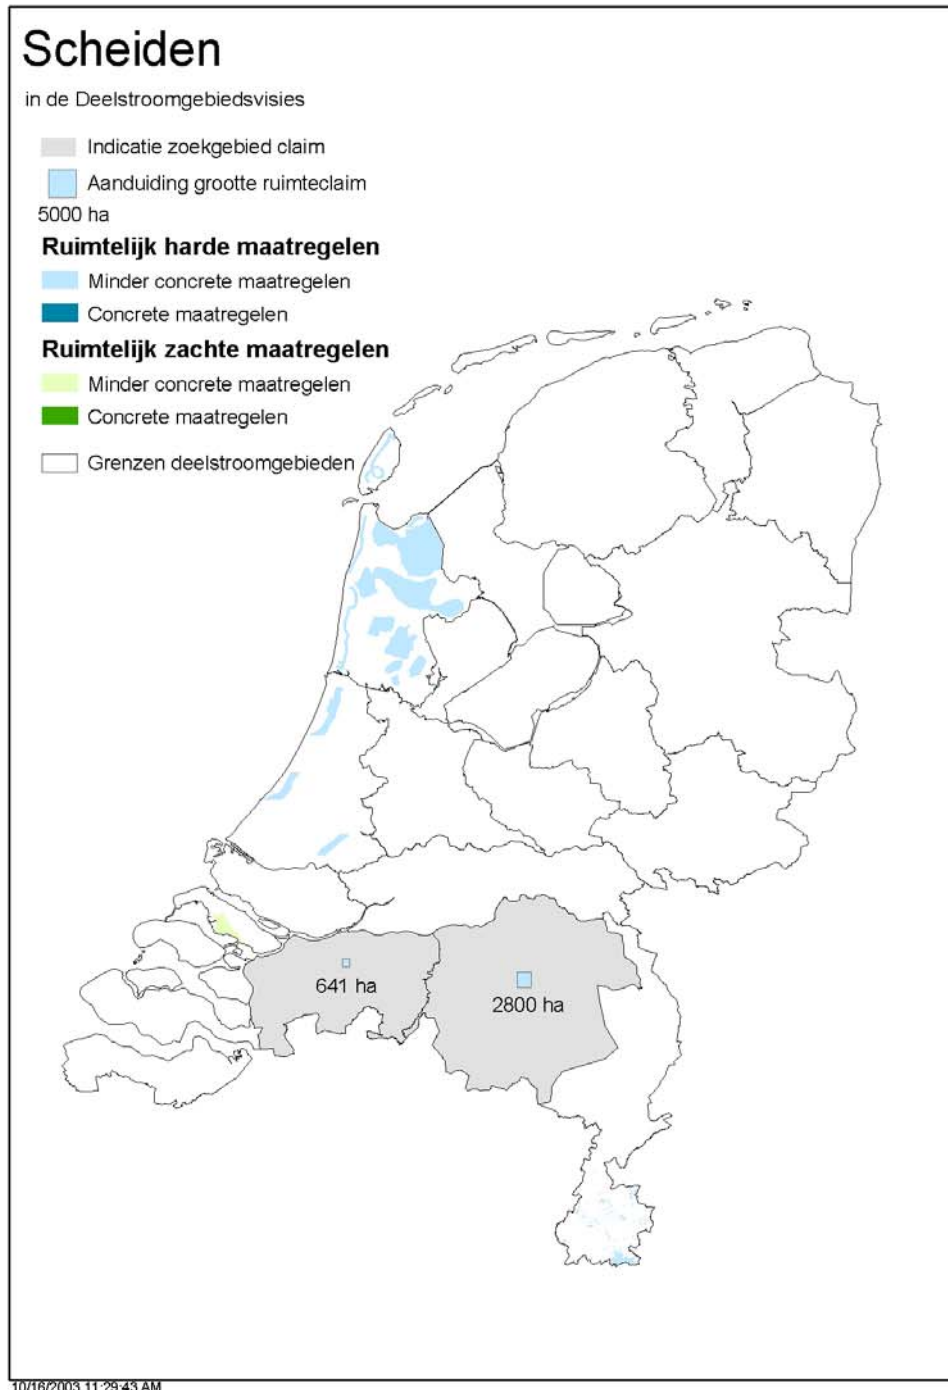 Scheiden
in de Deelstroomgebiedsvisies
Indicatie zoekgebied claim
Aanduiding grootte ruimteclaim
5000 ha
Ruimtelijk harde maatregelen
Minder concrete maatregelen
Concrete maatregelen
Ruimtelijk zachte maatregelen
Minder concrete maatregelen
Concrete maatregelen
Grenzen deelstroomgebieden
641 ha
2800 ha
10/16/2003 11:29:43 AM